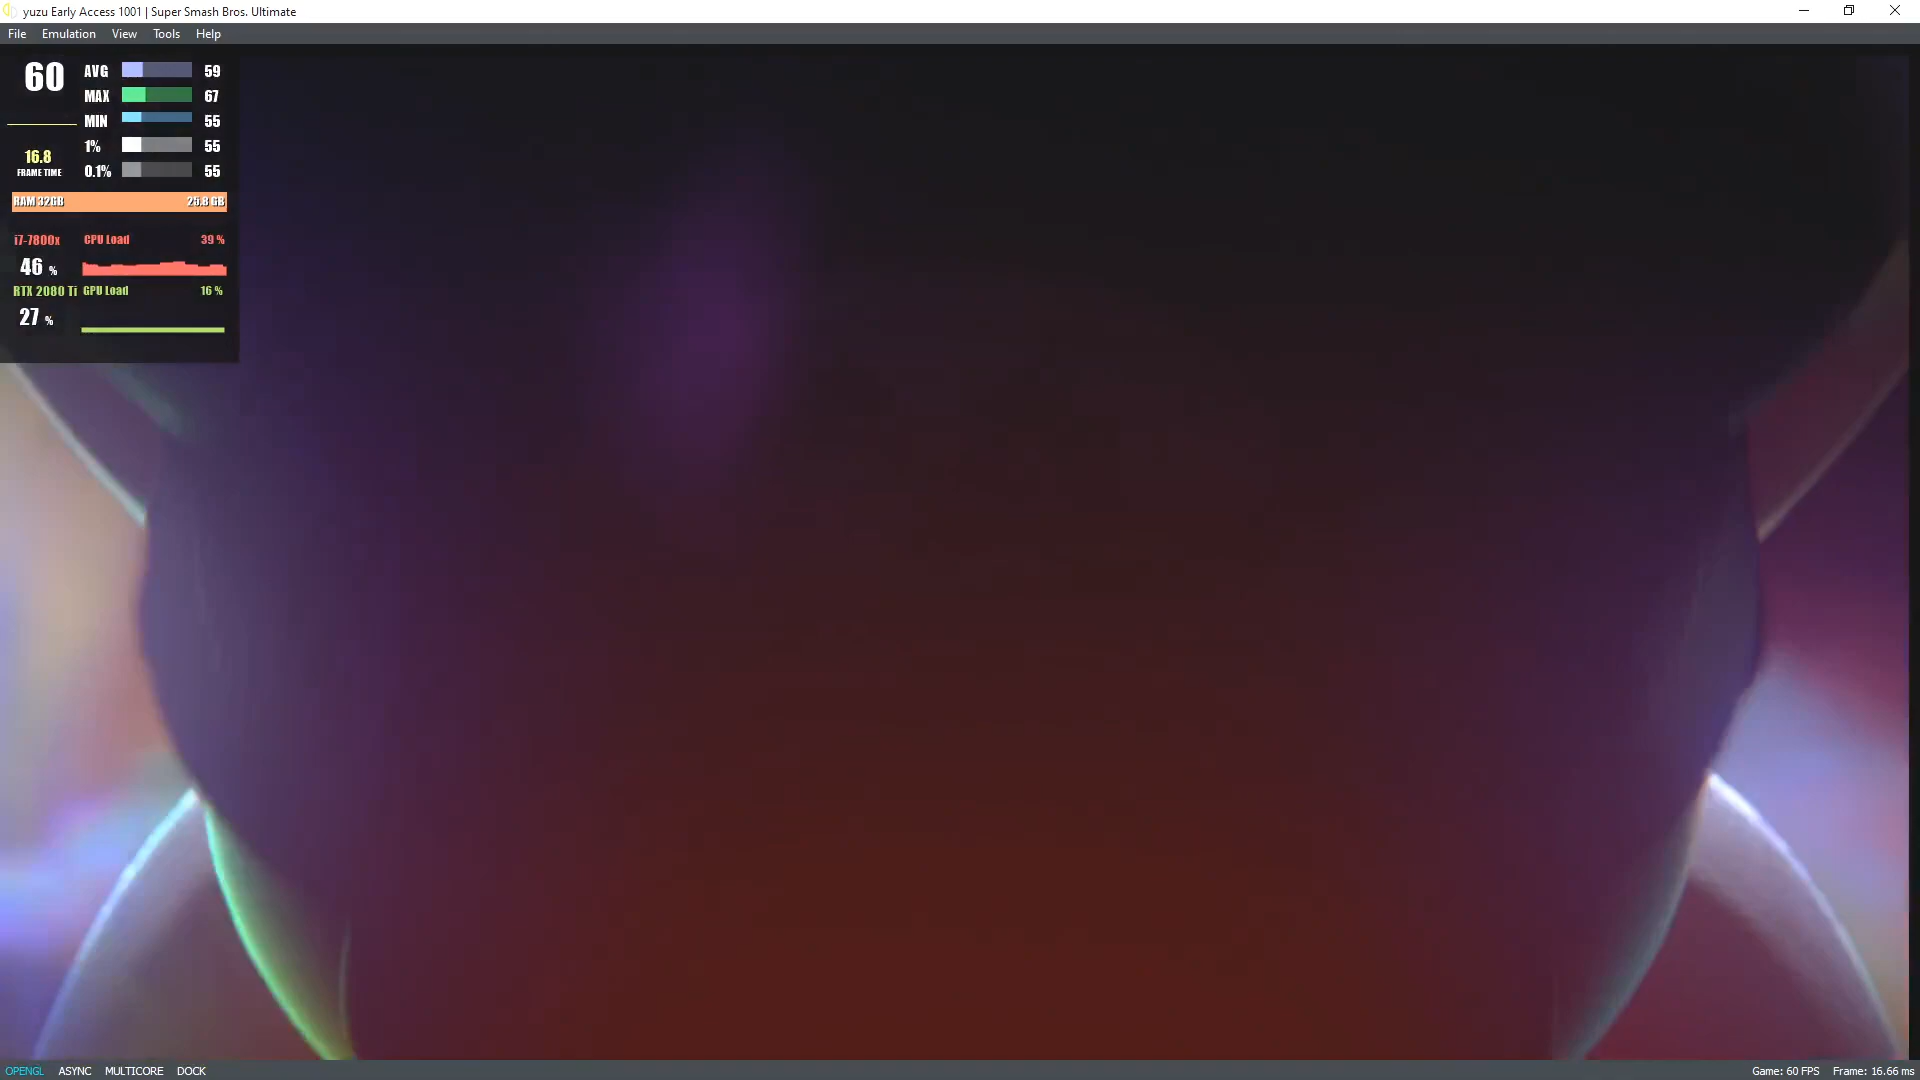 yuzu Early Access 1001 | Super Smash Bros. Ultimate
File Emulation View Tools Help
60 AVG 59
MAX 67
MIN 55
16.8 FRAME TIME
1% 55
0.1% 55
RAM 32GB 25.8 GB
i7-7800x CPU Load 39 %
46 %
RTX 2080 Ti GPU Load 16 %
27 %
OPENGL ASYNC MULTICORE DOCK Game: 60 FPS Frame: 16.66 ms